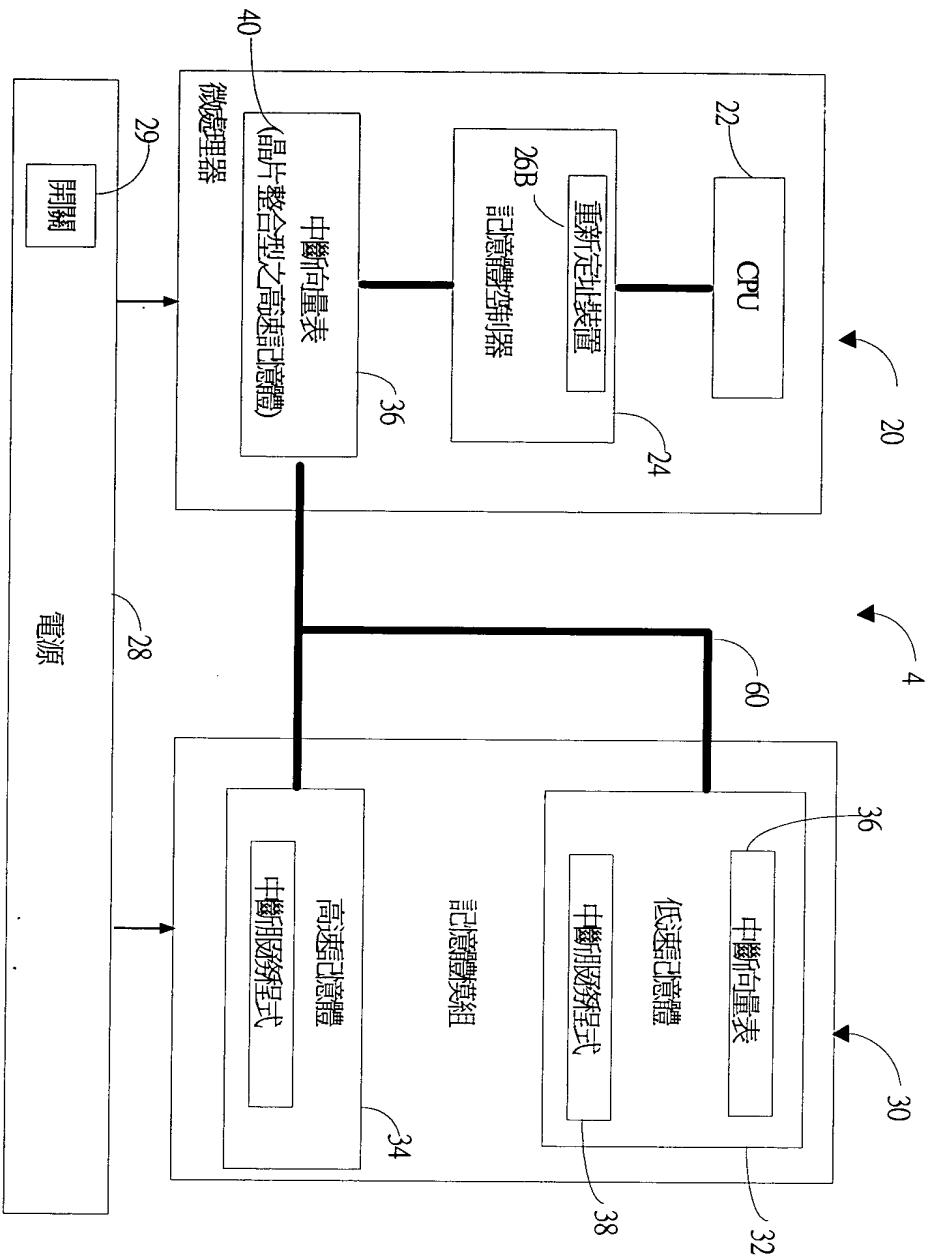 4
20
22
CPU
26B
重新定址裝置
記憶體控制器
24
中斷向量表
(晶片整合型之高速記憶體)
36
40
微處理器
60
30
36
中斷向量表
低速記憶體
中斷服務程式
38
32
記憶體模組
高速記憶體
中斷服務程式
34
29
開關
電源
28